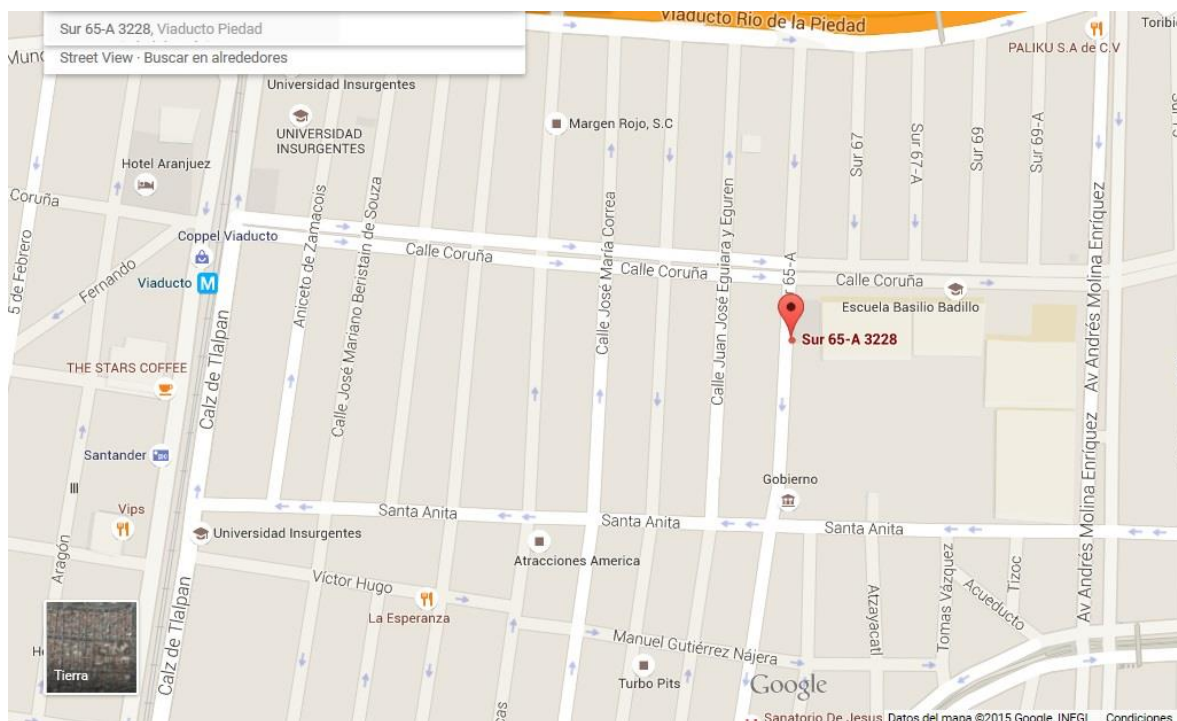 Sur 65-A 3228, Viaducto Piedad
Street View · Buscar en alrededores
Viaducto Río de la Piedad
Toribio
PALIKU S.A de C.V
Universidad Insurgentes
UNIVERSIDAD
INSURGENTES
Margen Rojo, S.C
Hotel Aranjuez
Sur 67
Sur 67-A
Sur 69
Sur 69-A
Coruña
Coppel Viaducto
Viaducto
M
Fernando
5 de Febrero
Aniceto de Zamacois
Calle José Mariano Beristain de Souza
Calle José María Correa
Calle Juan José Eguiara y Eguren
65-A
Calle Coruña
Calle Coruña
Calle Coruña
Escuela Basilio Badillo
Av Andrés Molina Enríquez
Av Andrés Molina Enríquez
Sur 65-A 3228
THE STARS COFFEE
Calz de Tlalpan
Santander
Vips
Aragón
Gobierno
Santa Anita
Santa Anita
Santa Anita
Universidad Insurgentes
Atracciones America
Víctor Hugo
La Esperanza
Calz de Tlalpan
Manuel Gutiérrez Nájera
Turbo Pits
Atzayacatl
Tomas Vázquez
Acueducto
Tizoc
Tierra
Google
Sanatorio De Jesus
Datos del mapa ©2015 Google, INEGI
Condiciones